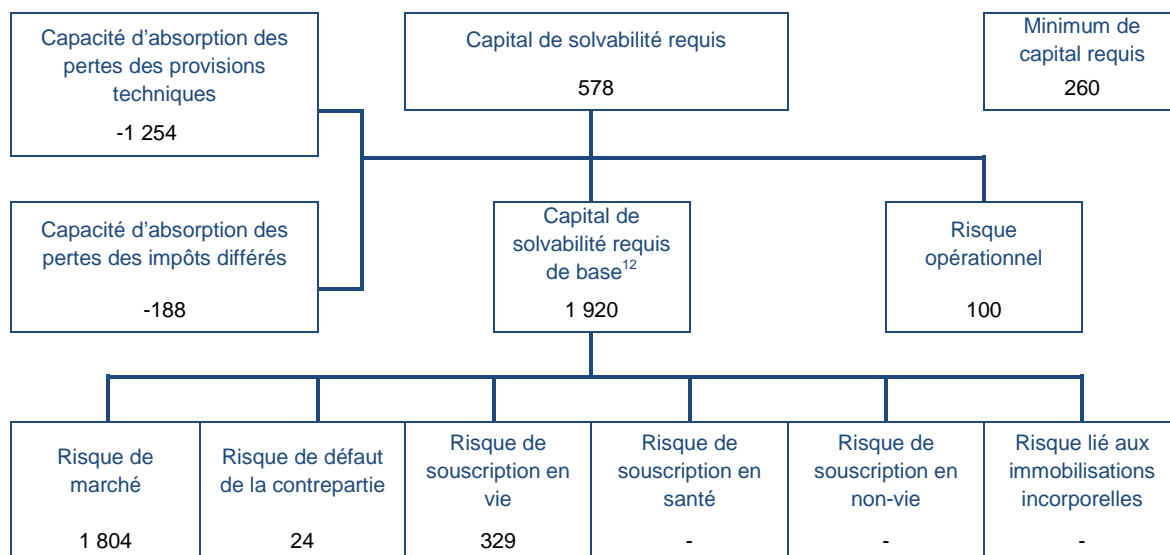 Capacité d’absorption des
pertes des provisions
techniques
-1 254
Capital de solvabilité requis
578
Minimum de
capital requis
260
Capacité d’absorption des
pertes des impôts différés
-188
Capital de
solvabilité requis
de base12
1 920
Risque
opérationnel
100
Risque de
marché
1 804
Risque de défaut
de la contrepartie
24
Risque de
souscription en
vie
329
Risque de
souscription en
santé
-
Risque de
souscription en
non-vie
-
Risque lié aux
immobilisations
incorporelles
-